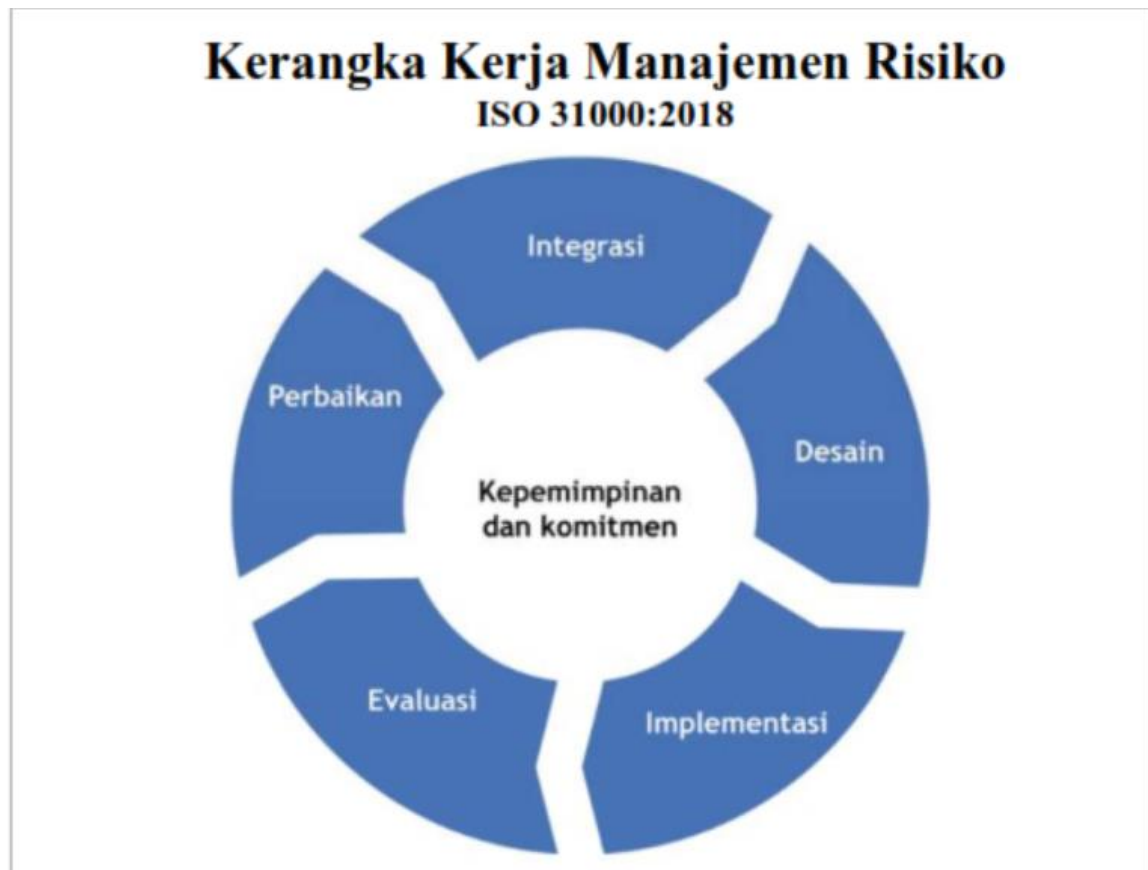 Kerangka Kerja Manajemen Risiko
ISO 31000:2018
Integrasi
Desain
Implementasi
Evaluasi
Perbaikan
Kepemimpinan
dan komitmen